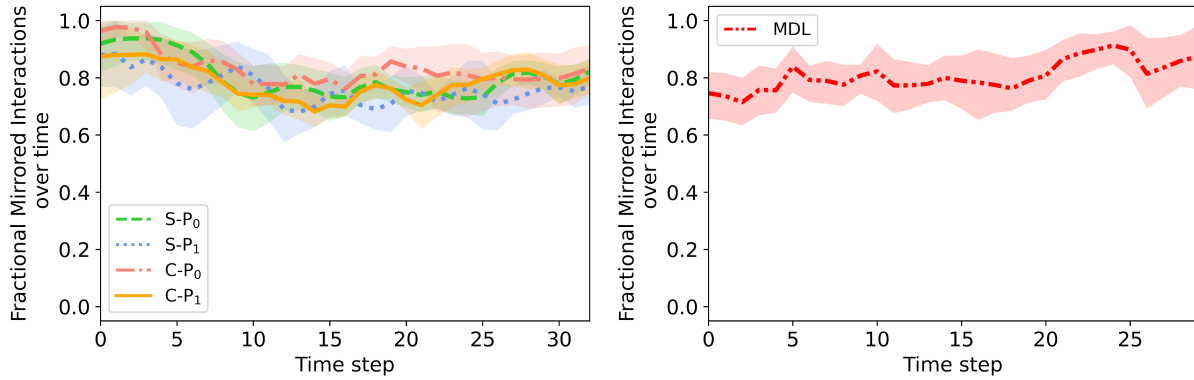 Fractional Mirrored Interactions
over time
1.0
0.8
0.6
0.4
0.2
0.0
S-P0
S-P1
C-P0
C-P1
0 5 10 15 20 25 30
Time step
Fractional Mirrored Interactions
over time
1.0
0.8
0.6
0.4
0.2
0.0
MDL
0 5 10 15 20 25
Time step